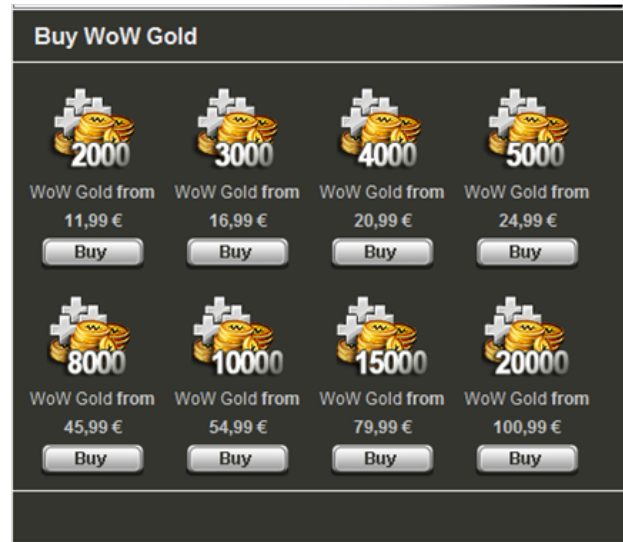 Buy WoW Gold
2000 3000 4000 5000
WoW Gold from WoW Gold from WoW Gold from WoW Gold from
11,99 € 16,99 € 20,99 € 24,99 €
Buy Buy Buy Buy
8000 10000 15000 20000
WoW Gold from WoW Gold from WoW Gold from WoW Gold from
45,99 € 54,99 € 79,99 € 100,99 €
Buy Buy Buy Buy